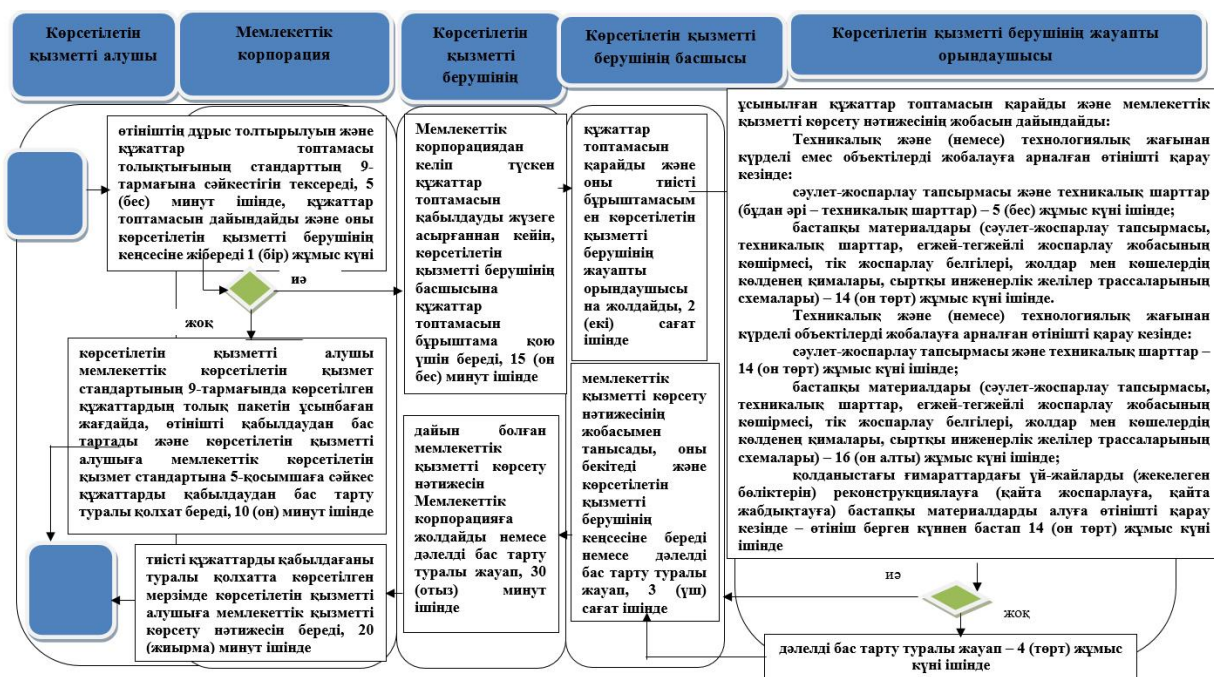 Көрсетілетін
қызметті алушы
Мемлекеттік
корпорация
Көрсетілетін
қызметті
берушінің
Көрсетілетін қызметті
берушінің басшысы
Көрсетілетін қызметті берушінің жауапты
орындаушысы
өтініштің дұрыс толтырылуын және
құжаттар топтамасы
толықтығының стандарттың 9-
тармағына сәйкестігін тексереді, 5
(бес) минут ішінде, құжаттар
топтамасын дайындайды және оны
көрсетілетін қызметті берушінің
кеңсесіне жібереді 1 (бір) жұмыс күні
иә
жоқ
көрсетілетін қызметті алушы
мемлекеттік көрсетілетін қызмет
стандартының 9-тармағында көрсетілген
құжаттардың толық пакетін ұсынбаған
жағдайда, өтінішті қабылдаудан бас
тартады және көрсетілетін қызметті
алушыға мемлекеттік көрсетілетін
қызмет стандартына 5-қосымшаға сәйкес
құжаттарды қабылдаудан бас тарту
туралы қолхат береді, 10 (он) минут ішінде
тиісті құжаттарды қабылдағаны
туралы қолхатта көрсетілген
мерзімде көрсетілетін қызметті
алушыға мемлекеттік қызметті
көрсету нәтижесін береді, 20
(жиырма) минут ішінде
Мемлекеттік
корпорациядан
келіп түскен
құжаттар
топтамасын
қабылдауды жүзеге
асырғаннан кейін,
көрсетілетін
қызметті берушінің
басшысына
құжаттар
топтамасын
бұрыштама қою
үшін береді, 15 (он
бес) минут ішінде
дайын болған
мемлекеттік
қызметті көрсету
нәтижесін
Мемлекеттік
корпорацияға
жолдайды немесе
дәлелді бас тарту
туралы жауап, 30
(отыз) минут
ішінде
құжаттар
топтамасын
қарайды және
оны тиісті
бұрыштамасым
ен көрсетілетін
қызметті
берушінің
жауапты
орындаушысы
на жолдайды, 2
(екі) сағат
ішінде
мемлекеттік
қызметті көрсету
нәтижесінің
жобасымен
танысады, оны
бекітеді және
көрсетілетін
қызметті
берушінің
кеңсесіне береді
немесе дәлелді
бас тарту туралы
жауап, 3 (үш)
сағат ішінде
ұсынылған құжаттар топтамасын қарайды және мемлекеттік
қызметті көрсету нәтижесінің жобасын дайындайды:
Техникалық және (немесе) технологиялық жағынан
күрделі емес объектілерді жобалауға арналған өтінішті қарау
кезінде:
сәулет-жоспарлау тапсырмасы және техникалық шарттар
(бұдан әрі – техникалық шарттар) – 5 (бес) жұмыс күні ішінде;
бастапқы материалдары (сәулет-жоспарлау тапсырмасы,
техникалық шарттар, егжей-тегжейлі жоспарлау жобасының
көшірмесі, тік жоспарлау белгілері, жолдар мен көшелердің
көлденең қималары, сыртқы инженерлік желілер трассаларының
схемалары) – 14 (он төрт) жұмыс күні ішінде.
Техникалық және (немесе) технологиялық жағынан
күрделі объектілерді жобалауға арналған өтінішті қарау кезінде:
сәулет-жоспарлау тапсырмасы және техникалық шарттар –
14 (он төрт) жұмыс күні ішінде;
бастапқы материалдары (сәулет-жоспарлау тапсырмасы,
техникалық шарттар, егжей-тегжейлі жоспарлау жобасының
көшірмесі, тік жоспарлау белгілері, жолдар мен көшелердің
көлденең қималары, сыртқы инженерлік желілер трассаларының
схемалары) – 16 (он алты) жұмыс күні ішінде;
қолданыстағы ғимараттардағы үй-жайларды (жекелеген
бөліктерін) реконструкциялауға (қайта жоспарлауға, қайта
жабдықтауға) бастапқы материалдарды алуға өтінішті қарау
кезінде – өтініш берген күннен бастап 14 (он төрт) жұмыс күні
ішінде
иә
жоқ
дәлелді бас тарту туралы жауап – 4 (төрт) жұмыс
күні ішінде